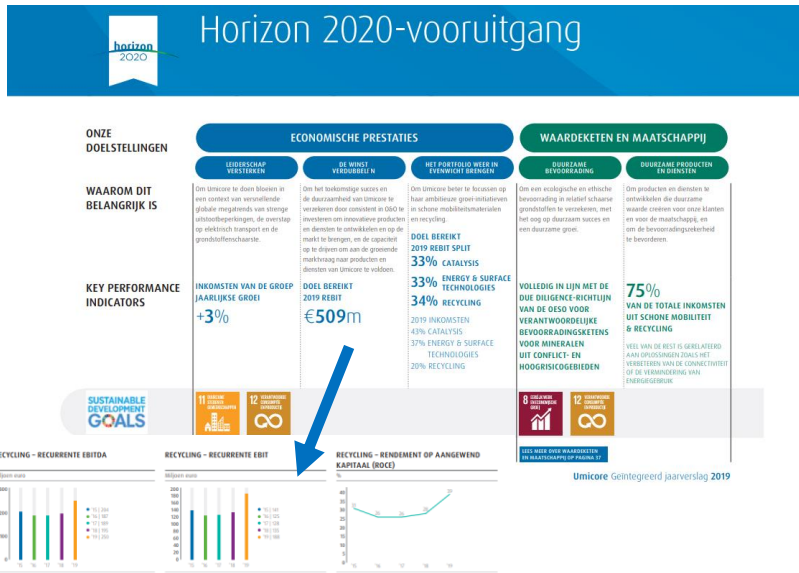 horizon
2020
Horizon 2020-vooruitgang
ONZE
DOELSTELLINGEN
ECONOMISCHE PRESTATIES
WAARDEKETEN EN MAATSCHAPPIJ
LEIDERSCHAP
VERSTERKEN
DE WINST
VERDUBBELEN
HET PORTFOLIO WEER IN
EVENWICHT BRENGEN
DUURZAME
BEVOORRADING
DUURZAME PRODUCTEN
EN DIENSTEN
WAAROM DIT
BELANGRIJK IS
Om Umicore te doen bloeien in
een context van versnellende
globale megatrends van strenge
uitstootbeperkingen, de overstap
op elektrisch transport en de
grondstoffenschaarste.
Om het toekomstige succes en
de duurzaamheid van Umicore te
verzekeren door consistent in O&O te
investeren om innovatieve producten
en diensten te ontwikkelen en op de
markt te brengen, en de capaciteit
op te drijven om aan de groeiende
marktvraag naar producten en
diensten van Umicore te voldoen.
Om Umicore beter te focussen op
haar ambitieuze groei-initiatieven
in schone mobiliteitsmaterialen
en recycling.
DOEL BEREIKT
2019 REBIT SPLIT
33% CATALYSIS
33% ENERGY & SURFACE
TECHNOLOGIES
34% RECYCLING
2019 INKOMSTEN
43% CATALYSIS
37% ENERGY & SURFACE
TECHNOLOGIES
20% RECYCLING
Om een ecologische en ethische
bevoorrading in relatief schaarse
grondstoffen te verzekeren, met
het oog op duurzaam succes en
een duurzame groei.
Om producten en diensten te
ontwikkelen die duurzame
waarde creëren voor onze klanten
en voor de maatschappij, en
om de bevoorradingszekerheid
te bevorderen.
KEY PERFORMANCE
INDICATORS
INKOMSTEN VAN DE GROEP
JAARLIJKSE GROEI
+3%
DOEL BEREIKT
2019 REBIT
€509m
VOLLEDIG IN LIJN MET DE
DUE DILIGENCE-RICHTLIJN
VAN DE OESO VOOR
VERANTWOORDELIJKE
BEVOORRADINGSKETENS
VOOR MINERALEN
UIT CONFLICT- EN
HOOGRISICOGEBIEDEN
75%
VAN DE TOTALE INKOMSTEN
UIT SCHONE MOBILITEIT
& RECYCLING
VEEL VAN DE REST IS GERELATEERD
AAN OPLOSSINGEN ZOALS HET
VERBETEREN VAN DE CONNECTIVITEIT
OF DE VERMINDERING VAN
ENERGIEGEBRUIK
SUSTAINABLE
DEVELOPMENT
GOALS
11
12
8
12
LEES MEER OVER WAARDEKETEN
EN MAATSCHAPPIJ OP PAGINA 37
Umicore Geïntegreerd jaarverslag 2019
ECYCLING – RECURRENTE EBITDA
RECYCLING – RECURRENTE EBIT
RECYCLING – RENDEMENT OP AANGEWEND
KAPITAAL (ROCE)
Miljoen euro
%